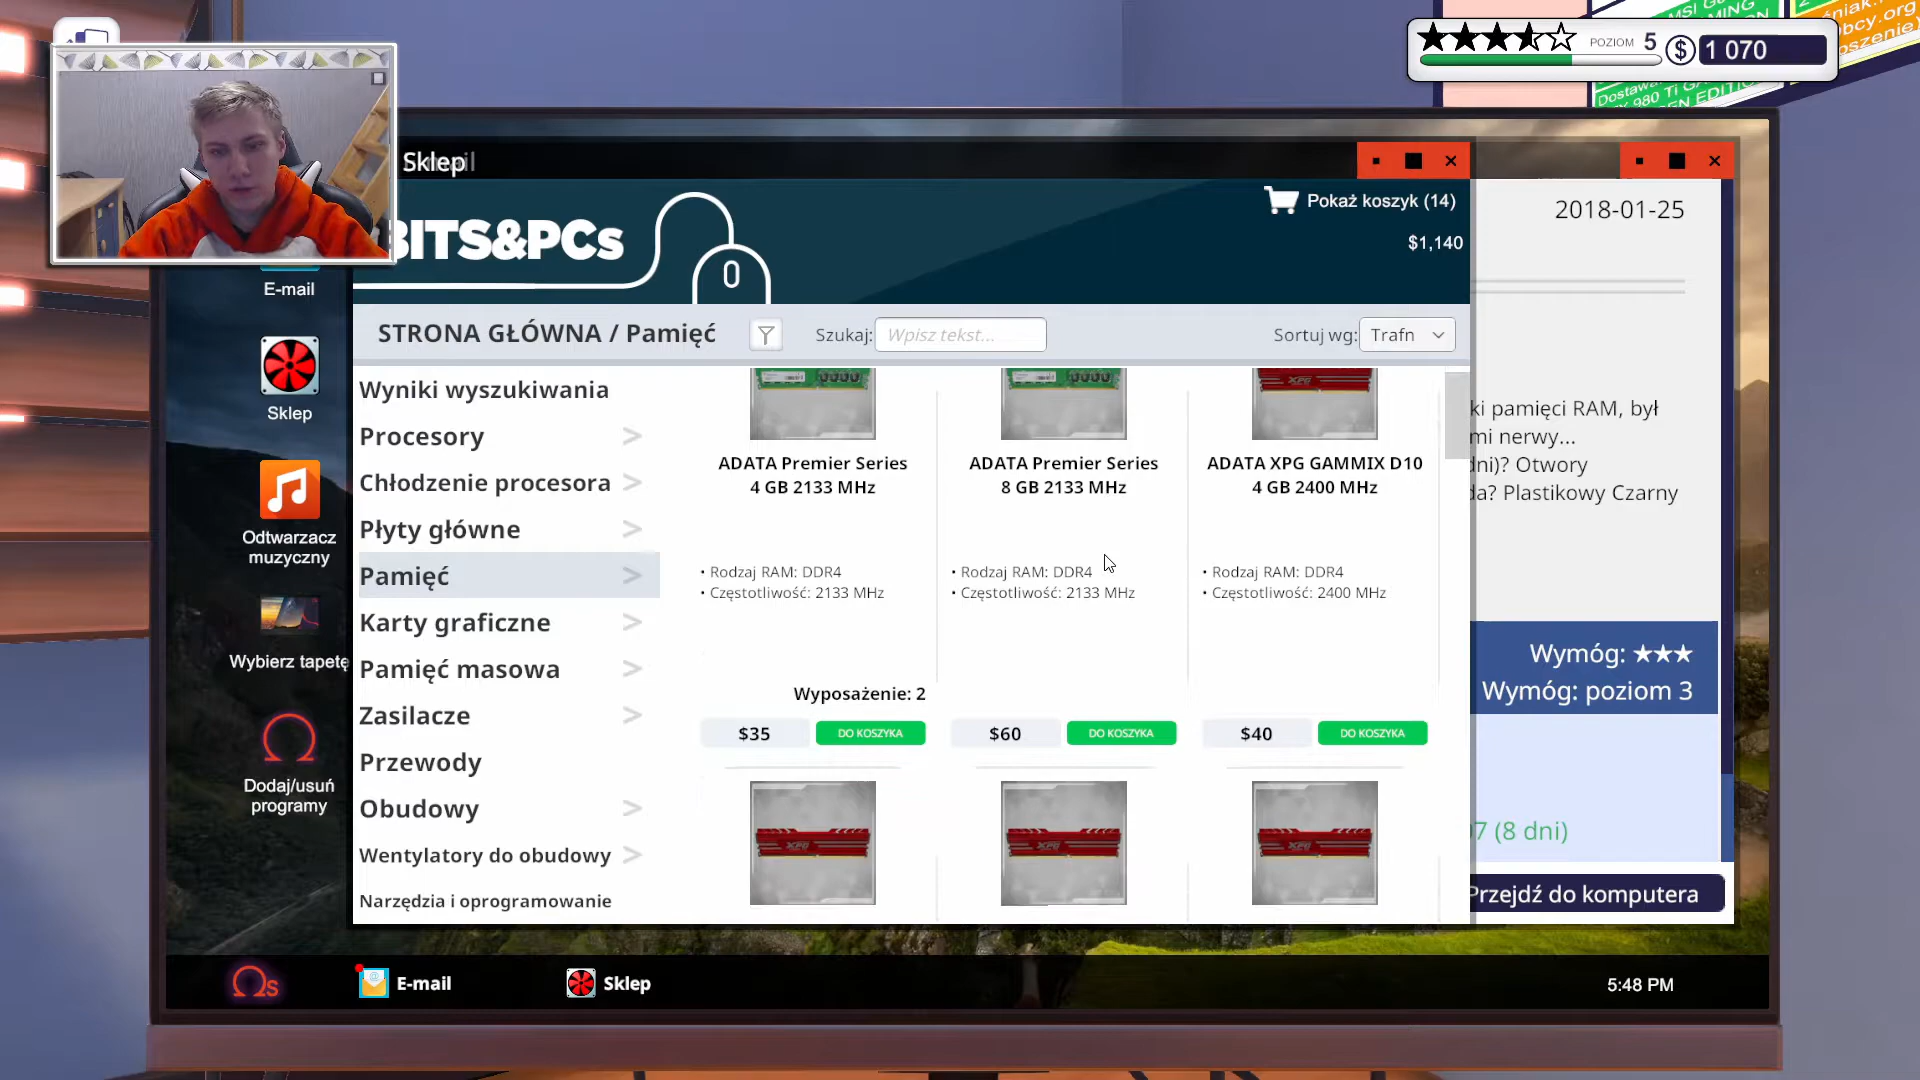 POZIOM 5
$ 1 070
Sklep
BITS&PCs
Pokaż koszyk (14)
$1,140
2018-01-25
E-mail
Sklep
Odtwarzacz
muzyczny
Wybierz tapetę
Dodaj/usuń
programy
STRONA GŁÓWNA / Pamięć
Szukaj: Wpisz tekst...
Sortuj wg: Trafn
Wyniki wyszukiwania
Procesory >
Chłodzenie procesora >
Płyty główne >
Pamięć >
Karty graficzne >
Pamięć masowa >
Zasilacze >
Przewody
Obudowy >
Wentylatory do obudowy >
Narzędzia i oprogramowanie
ADATA Premier Series
4 GB 2133 MHz
• Rodzaj RAM: DDR4
• Częstotliwość: 2133 MHz
Wyposażenie: 2
$35 DO KOSZYKA
ADATA Premier Series
8 GB 2133 MHz
• Rodzaj RAM: DDR4
• Częstotliwość: 2133 MHz
$60 DO KOSZYKA
ADATA XPG GAMMIX D10
4 GB 2400 MHz
• Rodzaj RAM: DDR4
• Częstotliwość: 2400 MHz
$40 DO KOSZYKA
ki pamięci RAM, był
mi nerwy...
dni)? Otwory
da? Plastikowy Czarny
Wymóg: ★★★
Wymóg: poziom 3
7 (8 dni)
Przejdź do komputera
E-mail
Sklep
5:48 PM